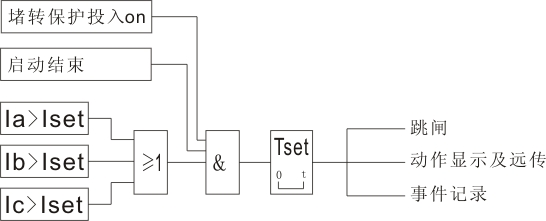 堵转保护投入on
启动结束
Ia>Iset
Ib>Iset
Ic>Iset
≥1
&
Tset
0 t
跳闸
动作显示及远传
事件记录